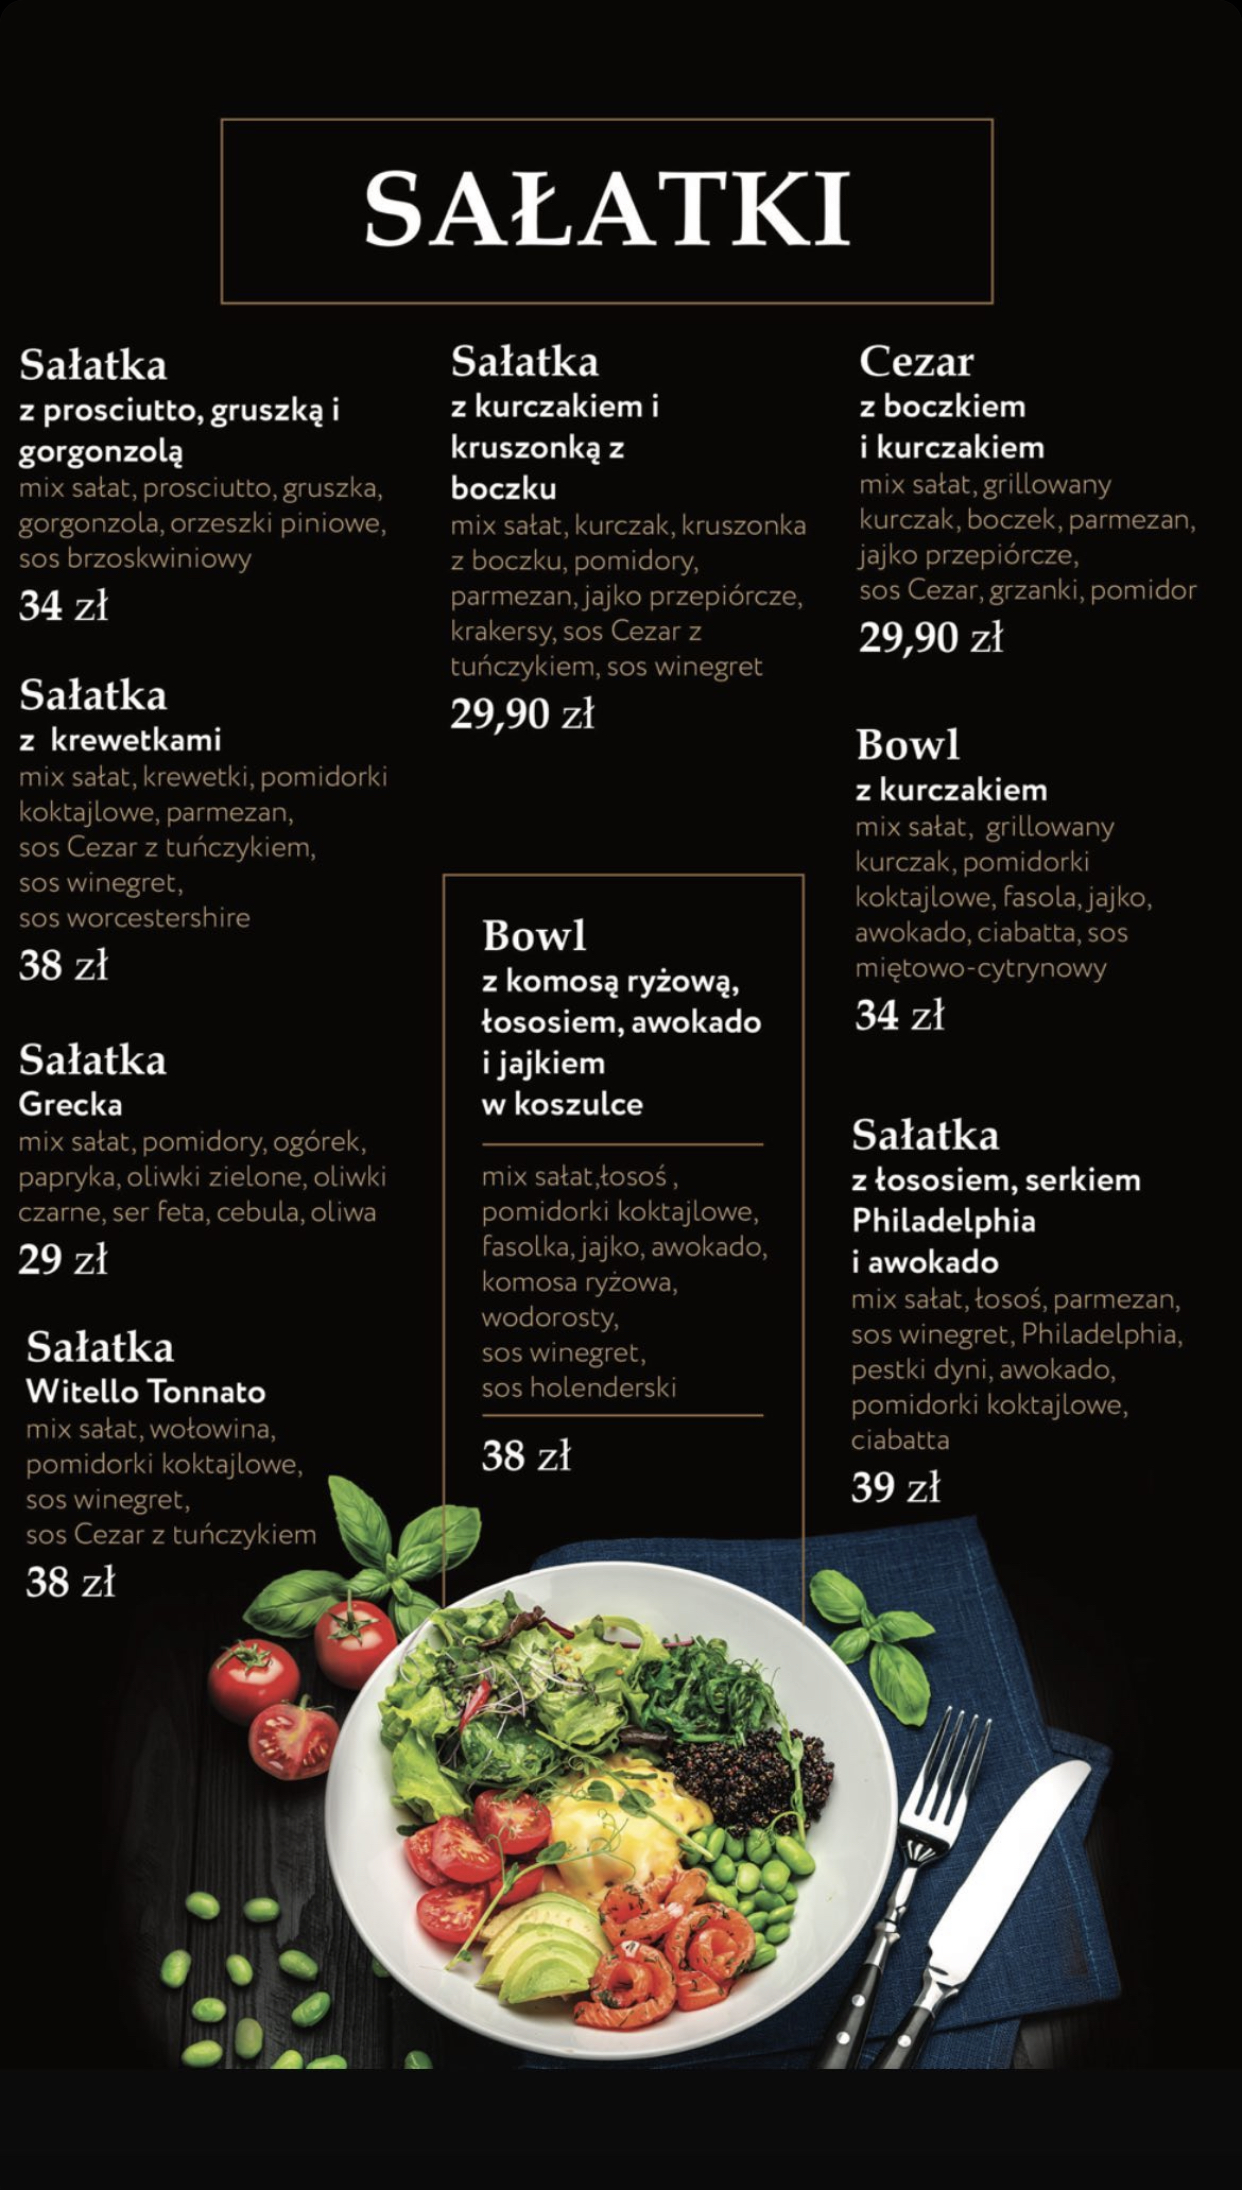 SAŁATKI
Sałatka
z prosciutto, gruszką i
gorgonzolą
mix sałat, prosciutto, gruszka,
gorgonzola, orzeszki piniowe,
sos brzoskwiniowy
34 zł
Sałatka
z krewetkami
mix sałat, krewetki, pomidorki
koktajlowe, parmezan,
sos Cezar z tuńczykiem,
sos winegret,
sos worcestershire
38 zł
Sałatka
Grecka
mix sałat, pomidory, ogórek,
papryka, oliwki zielone, oliwki
czarne, ser feta, cebula, oliwa
29 zł
Sałatka
Witello Tonnato
mix sałat, wołowina,
pomidorki koktajlowe,
sos winegret,
sos Cezar z tuńczykiem
38 zł
Sałatka
z kurczakiem i
kruszonką z
boczku
mix sałat, kurczak, kruszonka
z boczku, pomidory,
parmezan, jajko przepiórcze,
krakersy, sos Cezar z
tuńczykiem, sos winegret
29,90 zł
Bowl
z komosą ryżową,
łososiem, awokado
i jajkiem
w koszulce
mix sałat,łosoś ,
pomidorki koktajlowe,
fasolka, jajko, awokado,
komosa ryżowa,
wodorosty,
sos winegret,
sos holenderski
38 zł
Cezar
z boczkiem
i kurczakiem
mix sałat, grillowany
kurczak, boczek, parmezan,
jajko przepiórcze,
sos Cezar, grzanki, pomidor
29,90 zł
Bowl
z kurczakiem
mix sałat, grillowany
kurczak, pomidorki
koktajlowe, fasola, jajko,
awokado, ciabatta, sos
miętowo-cytrynowy
34 zł
Sałatka
z łososiem, serkiem
Philadelphia
i awokado
mix sałat, łosoś, parmezan,
sos winegret, Philadelphia,
pestki dyni, awokado,
pomidorki koktajlowe,
ciabatta
39 zł